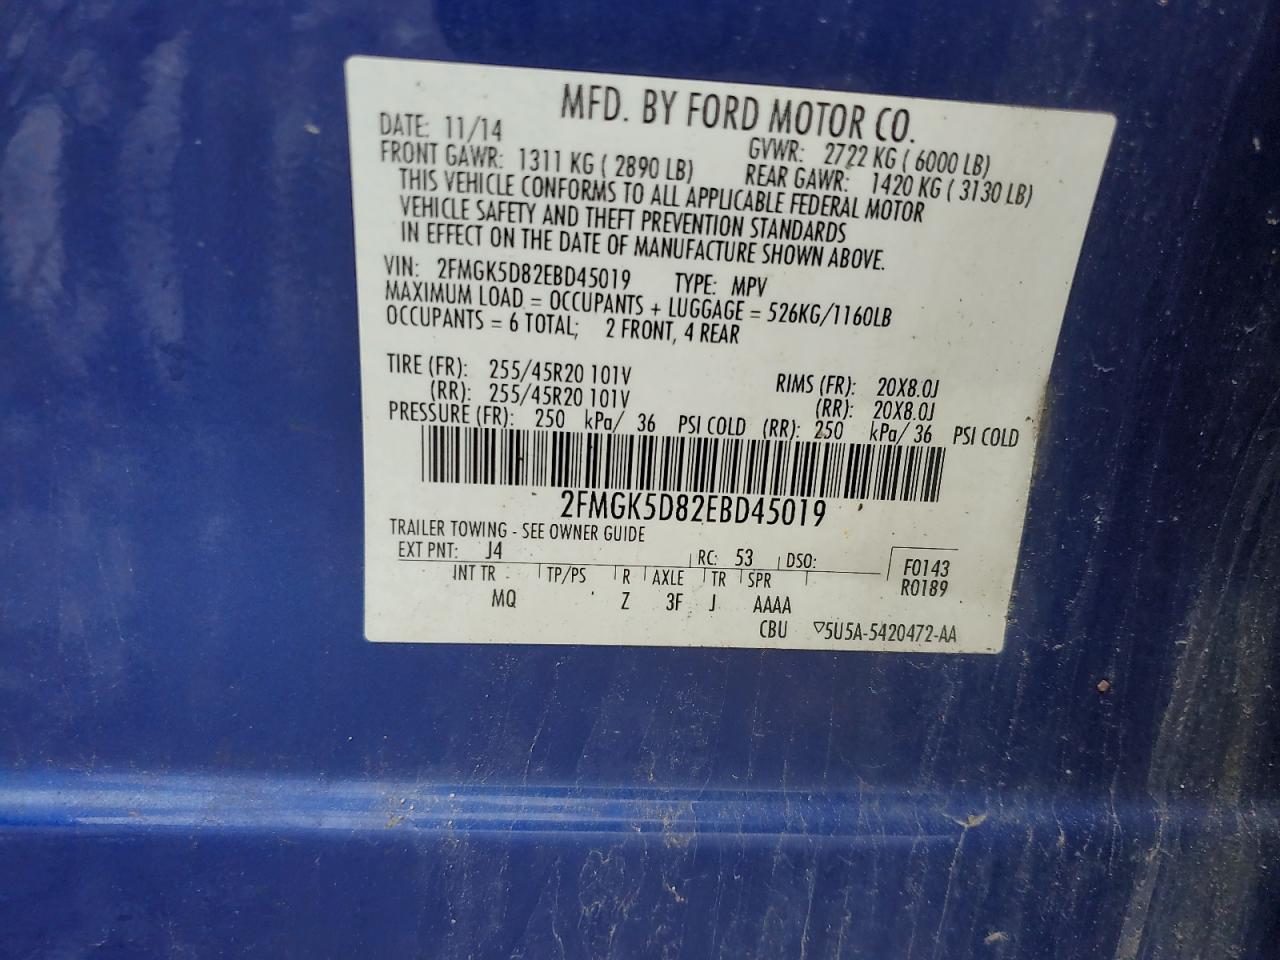 MFD. BY FORD MOTOR CO.
DATE: 11/14 GVWR: 2722 KG ( 6000 LB)
FRONT GAWR: 1311 KG ( 2890 LB) REAR GAWR: 1420 KG ( 3130 LB)
THIS VEHICLE CONFORMS TO ALL APPLICABLE FEDERAL MOTOR
VEHICLE SAFETY AND THEFT PREVENTION STANDARDS
IN EFFECT ON THE DATE OF MANUFACTURE SHOWN ABOVE.
VIN: 2FMGK5D82EBD45019 TYPE: MPV
MAXIMUM LOAD = OCCUPANTS + LUGGAGE = 526KG/1160LB
OCCUPANTS = 6 TOTAL; 2 FRONT, 4 REAR
TIRE (FR): 255/45R20 101V RIMS (FR): 20X8.0J
(RR): 255/45R20 101V (RR): 20X8.0J
PRESSURE (FR): 250 kPa/ 36 PSI COLD (RR): 250 kPa/ 36 PSI COLD
2FMGK5D82EBD45019
TRAILER TOWING - SEE OWNER GUIDE
EXT PNT: J4 RC: 53 DSO: F0143
R0189
INT TR TP/PS R AXLE TR SPR
MQ Z 3F J AAAA
CBU ▽5U5A-5420472-AA